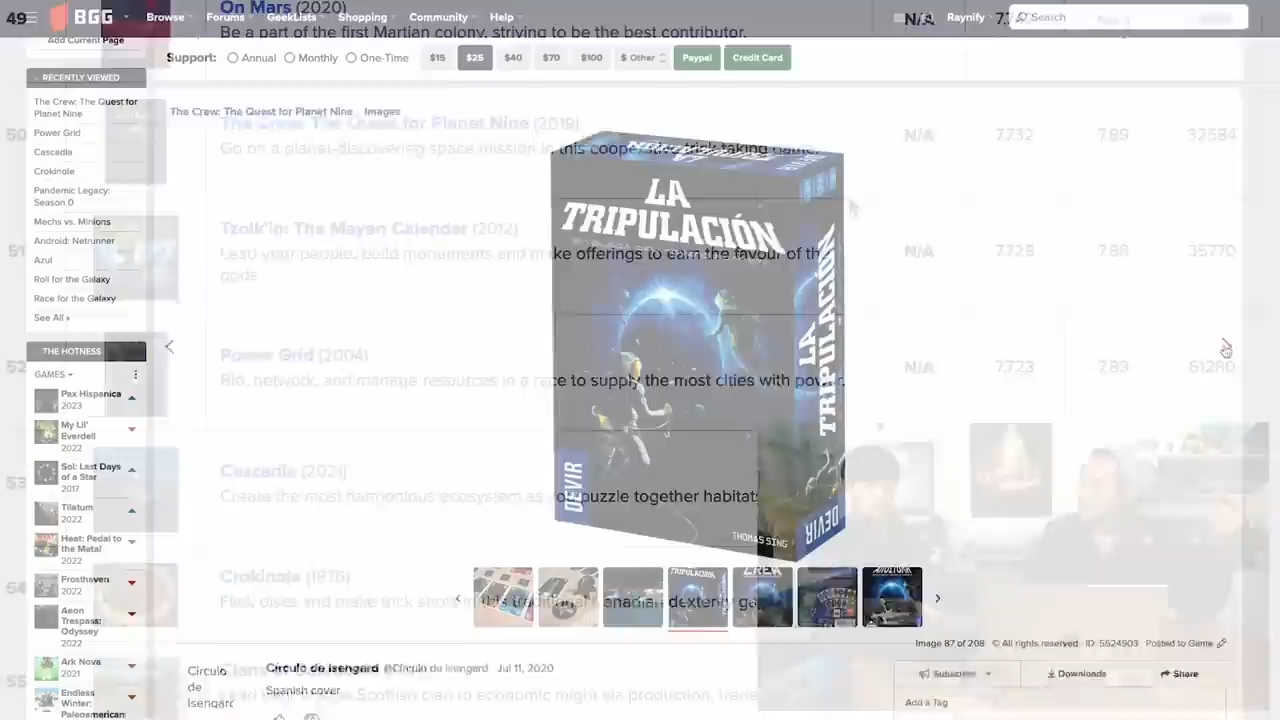 49
BGG
Browse
Forums
GeekLists
Shopping
Community
Help
N/A
Raynify
Search
On Mars (2020)
Be a part of the first Martian colony, striving to be the best contributor.
Add Current Page
Support:
Annual
Monthly
One-Time
$15
$25
$40
$70
$100
$ Other
Paypal
Credit Card
RECENTLY VIEWED
The Crew: The Quest for
Planet Nine
Power Grid
Cascadia
Crokinole
Pandemic Legacy:
Season 0
Mechs vs. Minions
Android: Netrunner
Azul
Roll for the Galaxy
Race for the Galaxy
See All »
THE HOTNESS
GAMES
Pax Hispanica
2023
My Lil'
Everdell
2022
Sol: Last Days
of a Star
2017
Tiletum
2022
Heat: Pedal to
the Metal
2022
Frosthaven
2022
Aeon
Trespass:
Odyssey
2022
Ark Nova
2021
Endless
Winter:
Paleoamericans
The Crew: The Quest for Planet Nine
Images
50
The Crew: The Quest for Planet Nine (2019)
Go on a planet-discovering space mission in this cooperative trick taking game.
N/A
7.732
7.89
32584
51
Tzolk'in: The Mayan Calendar (2012)
Lead your people, build monuments and make offerings to earn the favour of the
gods
N/A
7.728
7.88
35770
52
Power Grid (2004)
Bid, network, and manage resources in a race to supply the most cities with power.
N/A
7.723
7.83
61280
53
Cascadia (2021)
Create the most harmonious ecosystem as you puzzle together habitats
54
Crokinole (1876)
Flick discs and make trick shots in this traditional Canadian dexterity game
55
LA
TRIPULACIÓN
LA
TRIPULACIÓN
DEVIR
DEVIR
THOMAS SING
Image 87 of 208
© All rights reserved
ID: 5524903
Posted to Game
Círculo
de
Isengard
Círculo de Isengard
@Círculo de Isengard
Jul 11, 2020
Spanish cover
Subscribe
Downloads
Share
Add a Tag